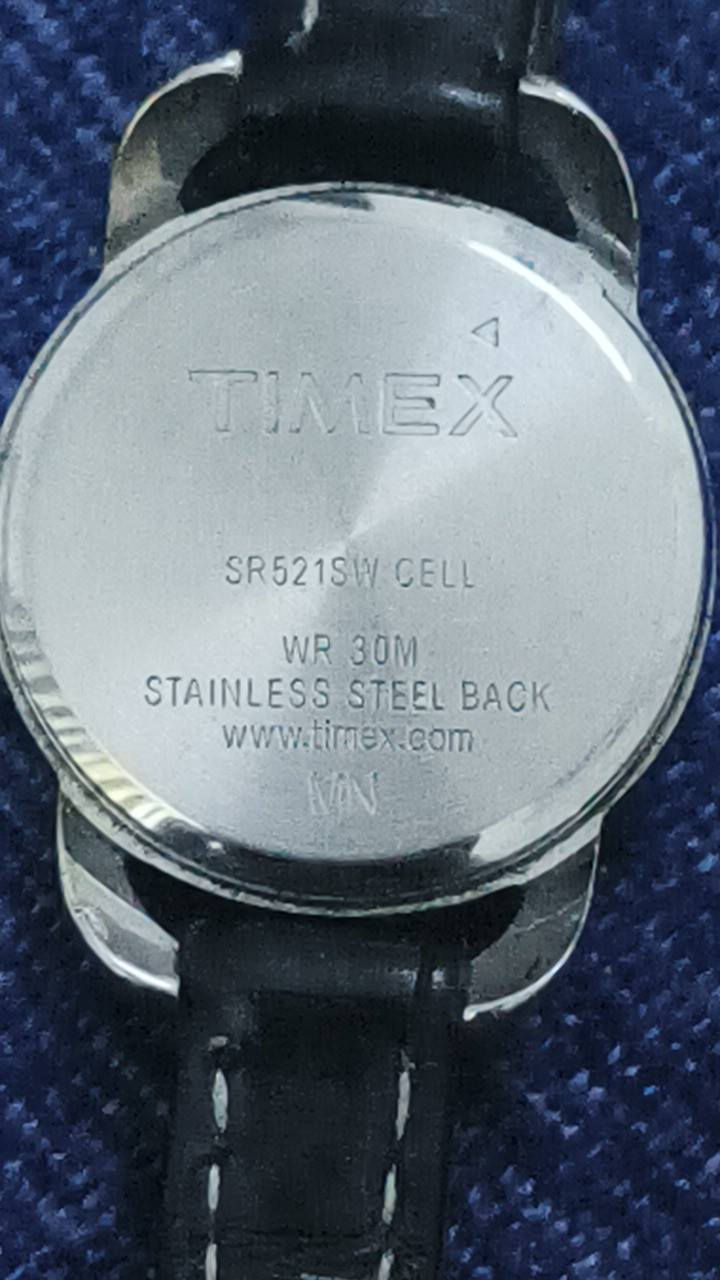 TIMEX
SR521SW CELL
WR 30M
STAINLESS STEEL BACK
www.timex.com
MN